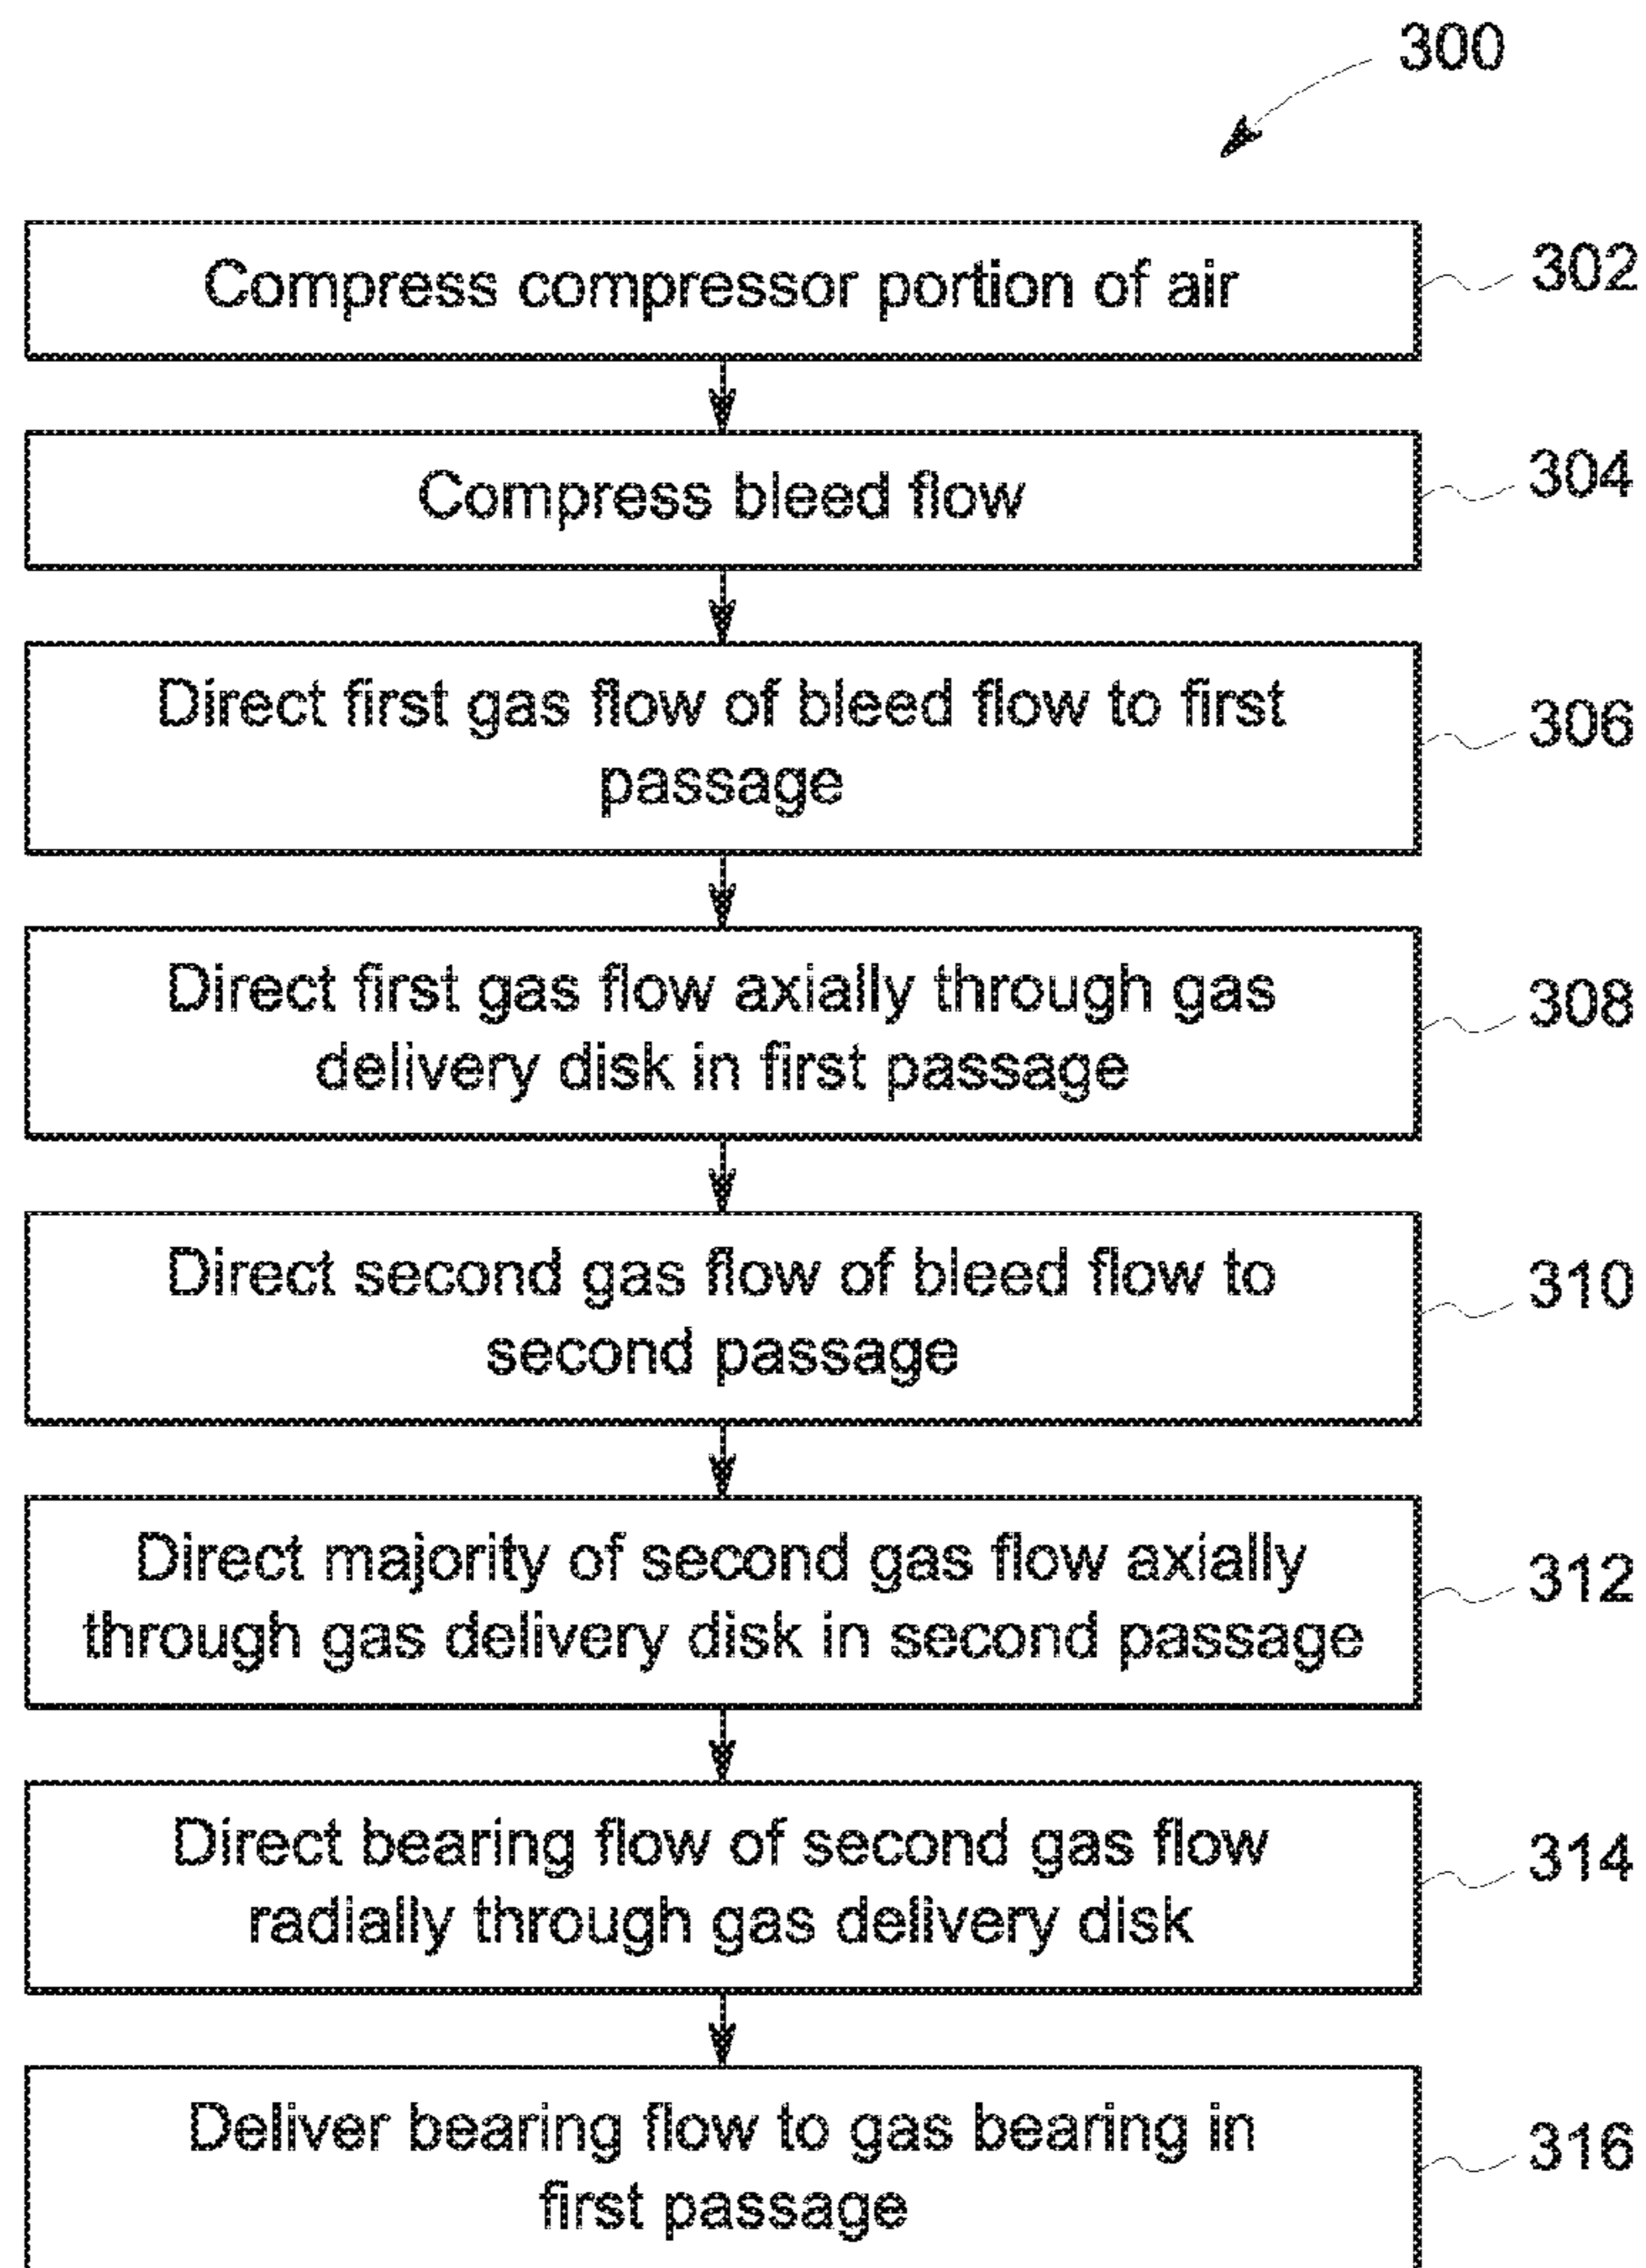 300
Compress compressor portion of air
302
Compress bleed flow
304
Direct first gas flow of bleed flow to first
passage
306
Direct first gas flow axially through gas
delivery disk in first passage
308
Direct second gas flow of bleed flow to
second passage
310
Direct majority of second gas flow axially
through gas delivery disk in second passage
312
Direct bearing flow of second gas flow
radially through gas delivery disk
314
Deliver bearing flow to gas bearing in
first passage
316